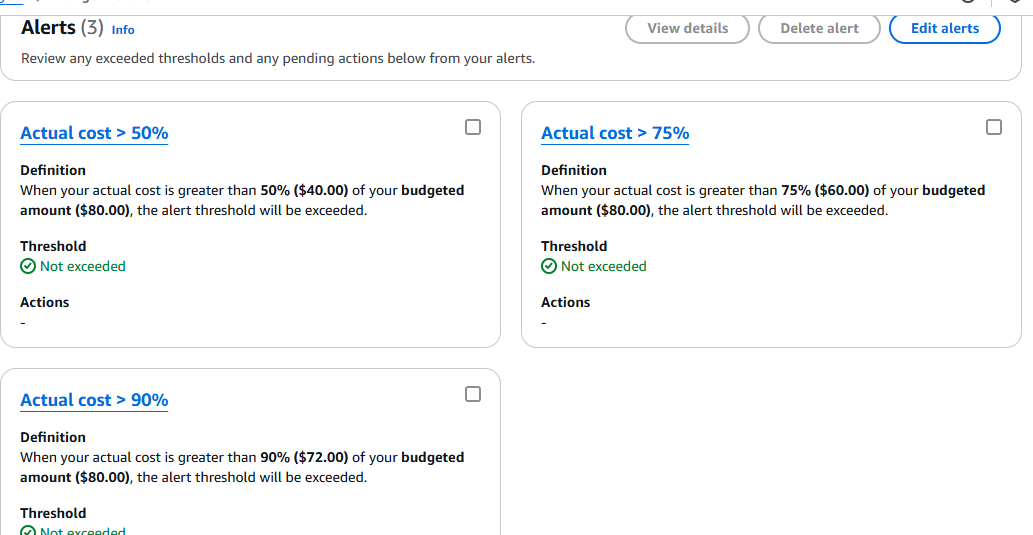 Alerts (3) Info
View details
Delete alert
Edit alerts
Review any exceeded thresholds and any pending actions below from your alerts.
Actual cost > 50%
Definition
When your actual cost is greater than 50% ($40.00) of your budgeted
amount ($80.00), the alert threshold will be exceeded.
Threshold
Not exceeded
Actions
-
Actual cost > 75%
Definition
When your actual cost is greater than 75% ($60.00) of your budgeted
amount ($80.00), the alert threshold will be exceeded.
Threshold
Not exceeded
Actions
-
Actual cost > 90%
Definition
When your actual cost is greater than 90% ($72.00) of your budgeted
amount ($80.00), the alert threshold will be exceeded.
Threshold
Not exceeded